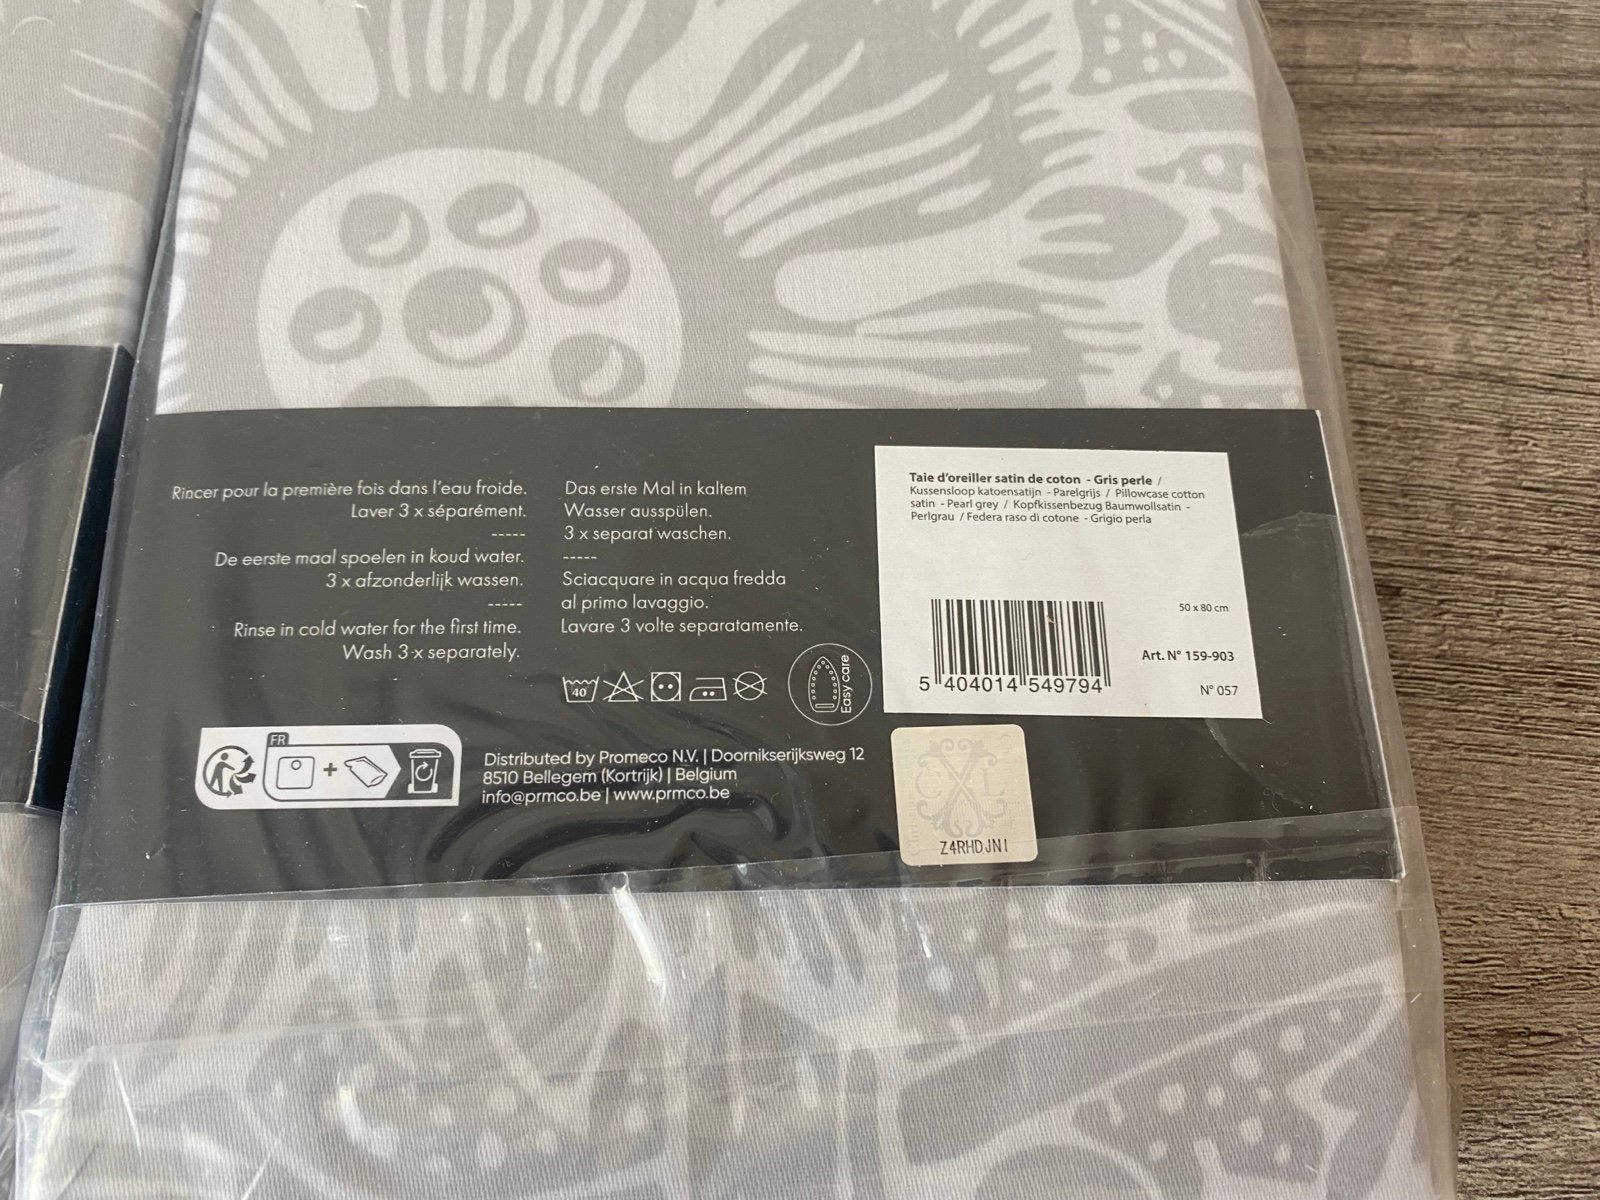 Rincer pour la première fois dans l'eau froide.
Laver 3 x séparément.
-----
De eerste maal spoelen in koud water.
3 x afzonderlijk wassen.
-----
Rinse in cold water for the first time.
Wash 3 x separately.
Das erste Mal in kaltem
Wasser ausspülen.
3 x separat waschen.
-----
Sciacquare in acqua fredda
al primo lavaggio.
Lavare 3 volte separatamente.
40
Easy care
Taie d'oreiller satin de coton - Gris perle /
Kussensloop katoensatijn - Parelgrijs / Pillowcase cotton
satin - Pearl grey / Kopfkissenbezug Baumwollsatin -
Perlgrau / Federa raso di cotone - Grigio perla
50 x 80 cm
Art. N° 159-903
5 404014 549794
N° 057
FR
Distributed by Promeco N.V. | Doornikserijksweg 12
8510 Bellegem (Kortrijk) | Belgium
info@prmco.be | www.prmco.be
CXL
Z4RHDJN1